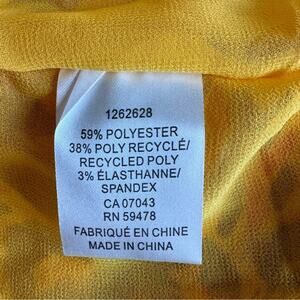 1262628
59% POLYESTER
38% POLY RECYCLÉ/
RECYCLED POLY
3% ÉLASTHANNE/
SPANDEX
CA 07043
RN 59478
FABRIQUÉ EN CHINE
MADE IN CHINA